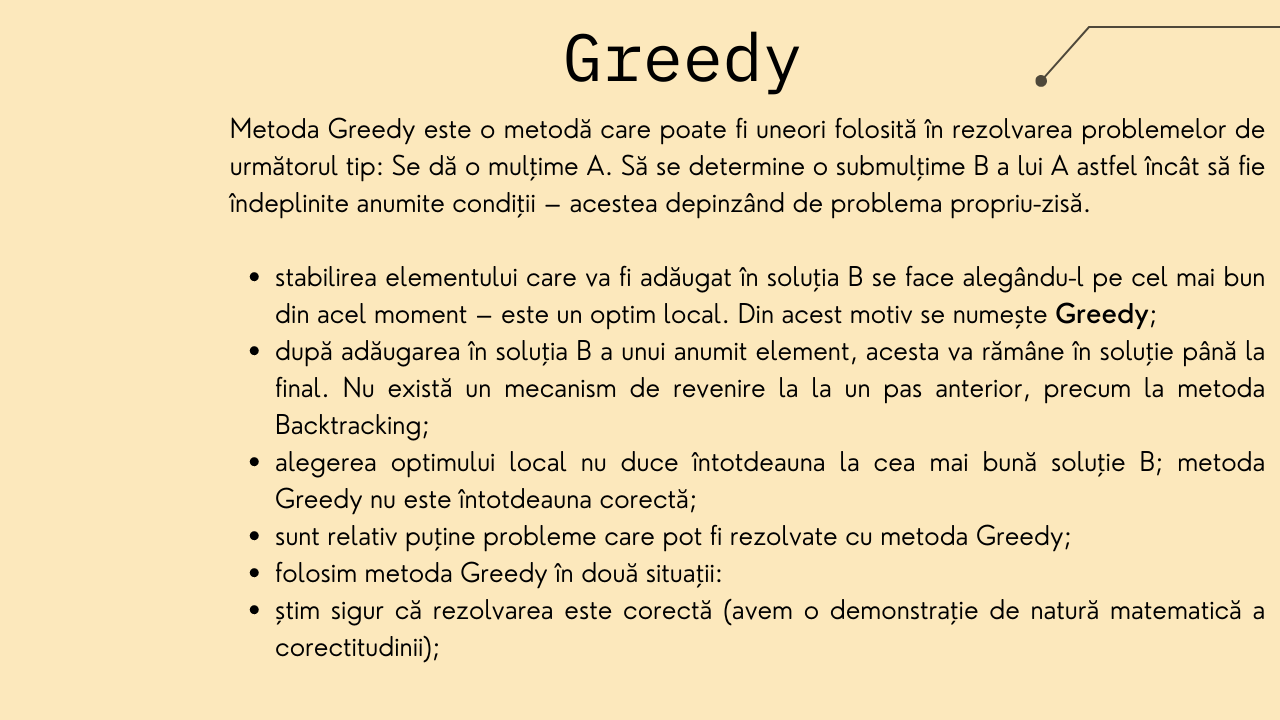 Greedy
Metoda Greedy este o metodă care poate fi uneori folosită în rezolvarea problemelor de
următorul tip: Se dă o mulțime A. Să se determine o submulțime B a lui A astfel încât să fie
îndeplinite anumite condiții – acestea depinzând de problema propriu-zisă.
• stabilirea elementului care va fi adăugat în soluția B se face alegându-l pe cel mai bun
din acel moment – este un optim local. Din acest motiv se numește Greedy;
• după adăugarea în soluția B a unui anumit element, acesta va rămâne în soluție până la
final. Nu există un mecanism de revenire la la un pas anterior, precum la metoda
Backtracking;
• alegerea optimului local nu duce întotdeauna la cea mai bună soluție B; metoda
Greedy nu este întotdeauna corectă;
• sunt relativ puține probleme care pot fi rezolvate cu metoda Greedy;
• folosim metoda Greedy în două situații:
• știm sigur că rezolvarea este corectă (avem o demonstrație de natură matematică a
corectitudinii);